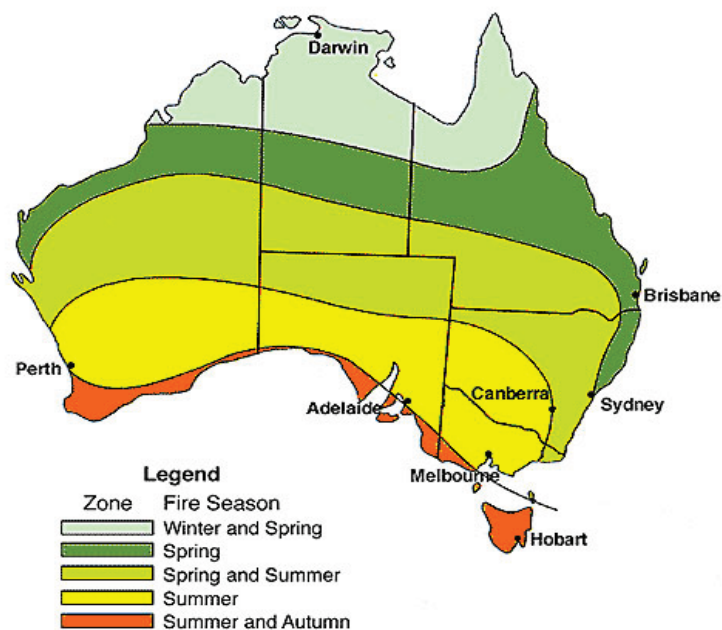 Darwin
Brisbane
Perth
Canberra
Sydney
Adelaide
Melbourne
Hobart
Legend
Zone Fire Season
Winter and Spring
Spring
Spring and Summer
Summer
Summer and Autumn